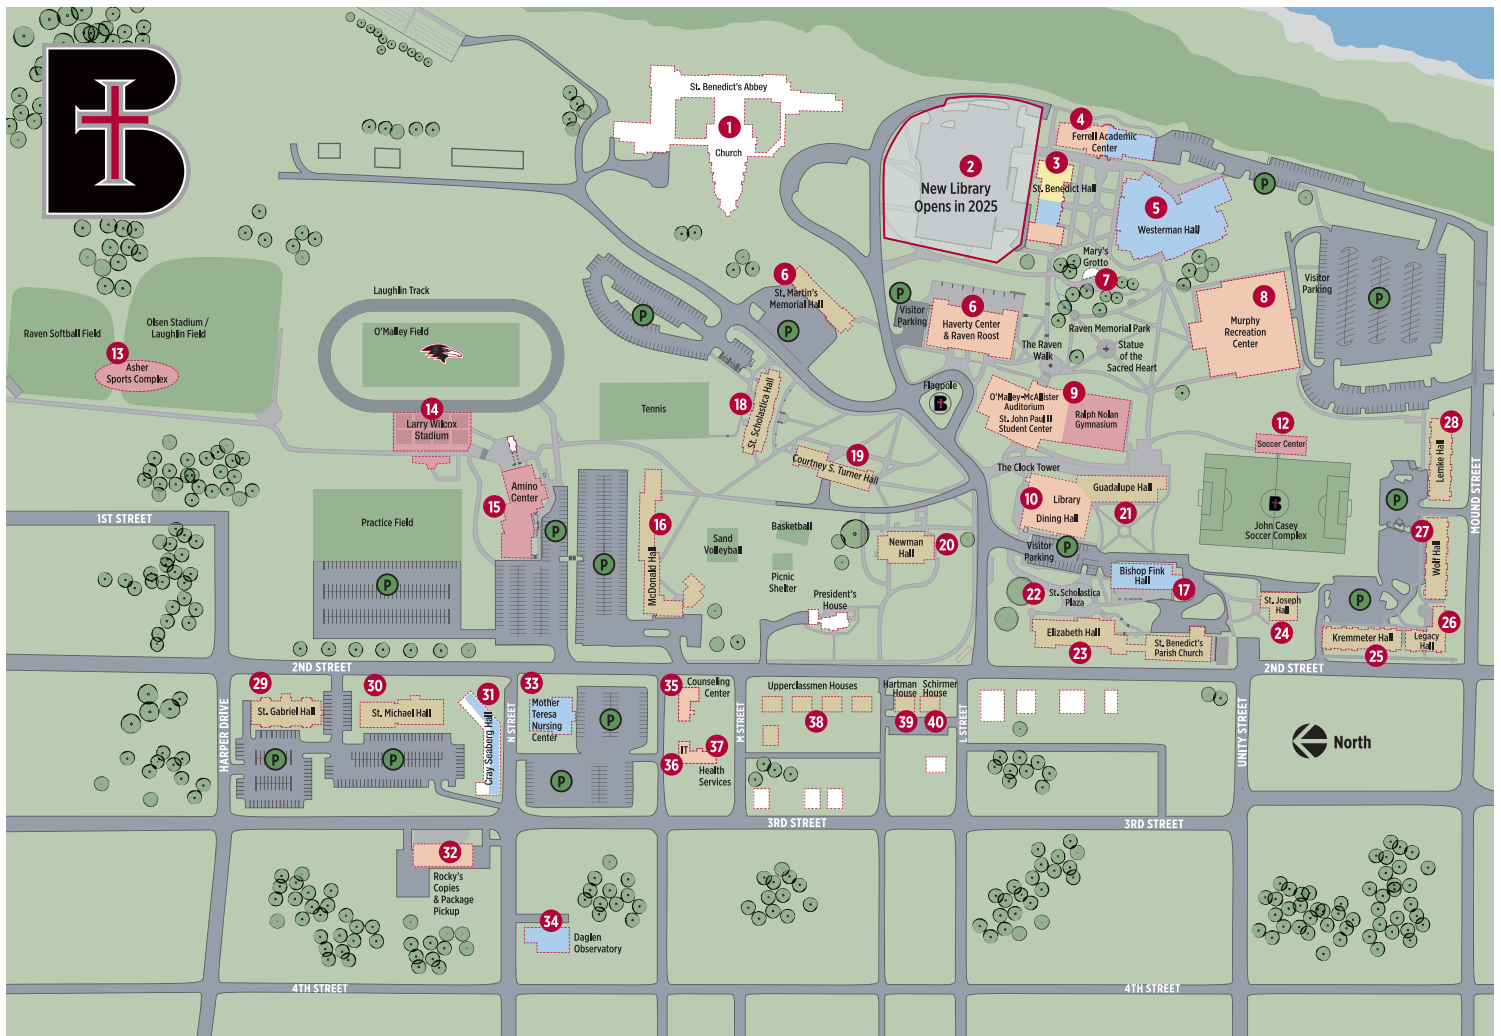 St. Benedict's Abbey
1
Church
2
New Library
Opens in 2025
3
St. Benedict Hall
4
Ferrell Academic
Center
5
Westerman Hall
P
Mary's
Grotto
7
6
St. Martin's
Memorial Hall
P
P
P
Visitor
Parking
6
Haverty Center
& Raven Roost
Raven Memorial Park
The Raven
Walk
Statue
of the
Sacred Heart
8
Murphy
Recreation
Center
Visitor
Parking
P
Laughlin Track
O'Malley Field
Raven Softball Field
Olsen Stadium /
Laughlin Field
13
Asher
Sports Complex
14
Larry Wilcox
Stadium
Tennis
18
St. Scholastica Hall
Flagpole
B
9
O'Malley-McAllister
Auditorium
St. John Paul II
Student Center
Ralph Nolan
Gymnasium
12
Soccer Center
28
Lemke Hall
MOUND STREET
19
Courtney S. Turner Hall
The Clock Tower
10
Library
Dining Hall
Guadalupe Hall
21
B
John Casey
Soccer Complex
P
27
Wolf Hall
Amino
Center
15
P
P
16
McDonald Hall
Practice Field
P
1ST STREET
Sand
Volleyball
Basketball
Picnic
Shelter
President's
House
Newman
Hall
20
Visitor
Parking
P
Bishop Fink
Hall
17
22
St. Scholastica
Plaza
Elizabeth Hall
23
St. Benedict's
Parish Church
St. Joseph
Hall
24
P
Kremmeter Hall
25
26
Legacy
Hall
2ND STREET
2ND STREET
29
St. Gabriel Hall
30
St. Michael Hall
31
Cray Seaberg Hall
HARPER DRIVE
P
P
N STREET
33
Mother
Teresa
Nursing
Center
P
P
35
Counseling
Center
IT
36
37
Health
Services
M STREET
Upperclassmen Houses
38
Hartman
House
39
Schirmer
House
40
L STREET
UNITY STREET
North
3RD STREET
3RD STREET
32
Rocky's
Copies
& Package
Pickup
34
Daglen
Observatory
4TH STREET
4TH STREET